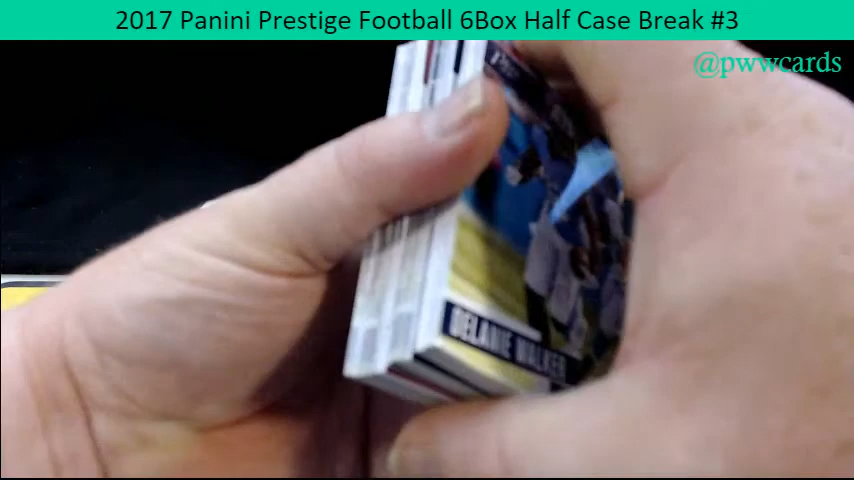 2017 Panini Prestige Football 6Box Half Case Break #3
@pwwcards
DELANIE WALKER